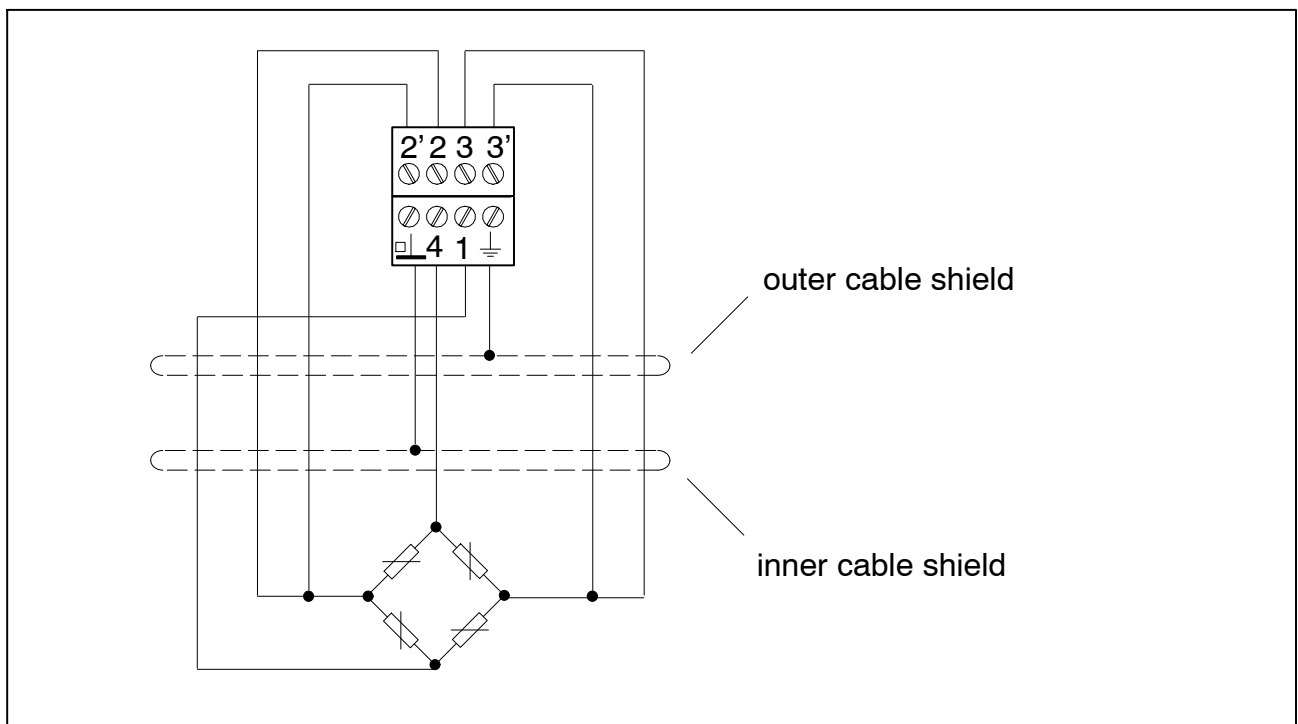 2’ 2 3 3’
4 1
outer cable shield
inner cable shield